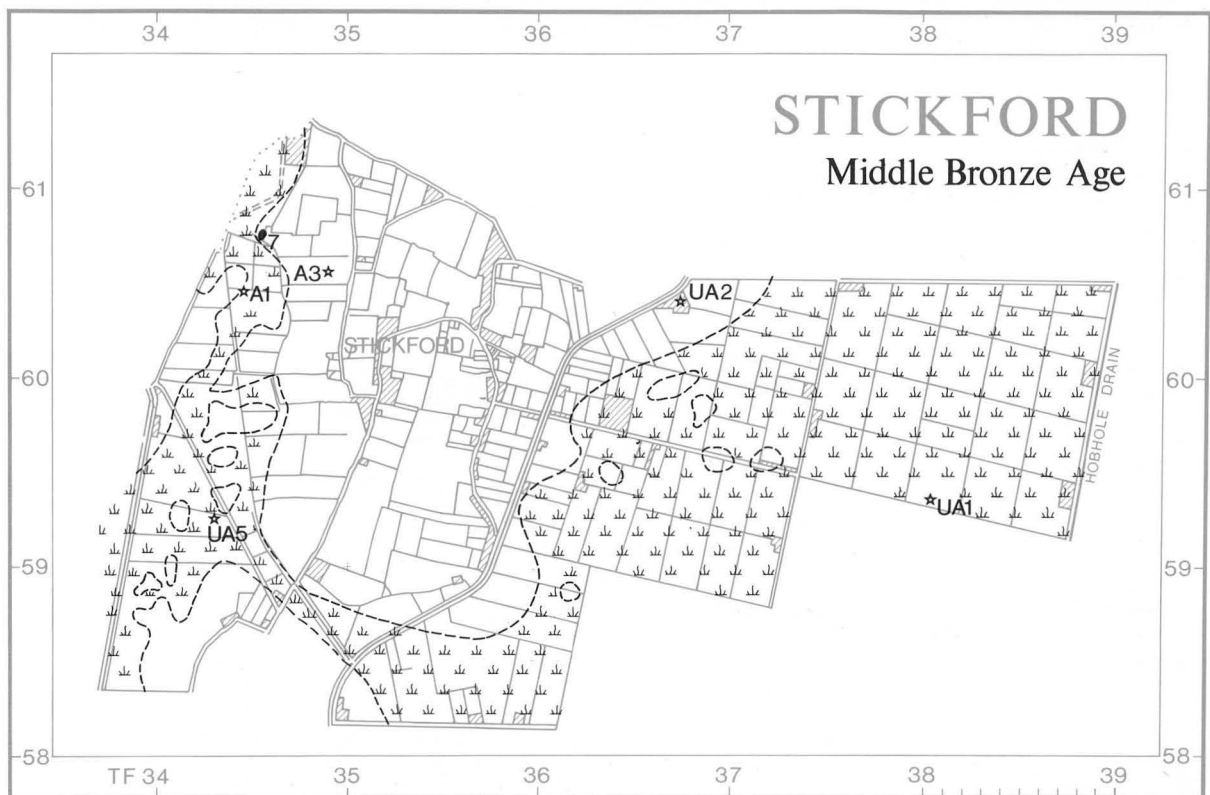 34 35 36 37 38 39
STICKFORD
Middle Bronze Age
61 61
7
A3
A1
UA2
STICKFORD
60 60
HOBHOLE DRAIN
UA1
UA5
59 59
58 58
TF 34 35 36 37 38 39